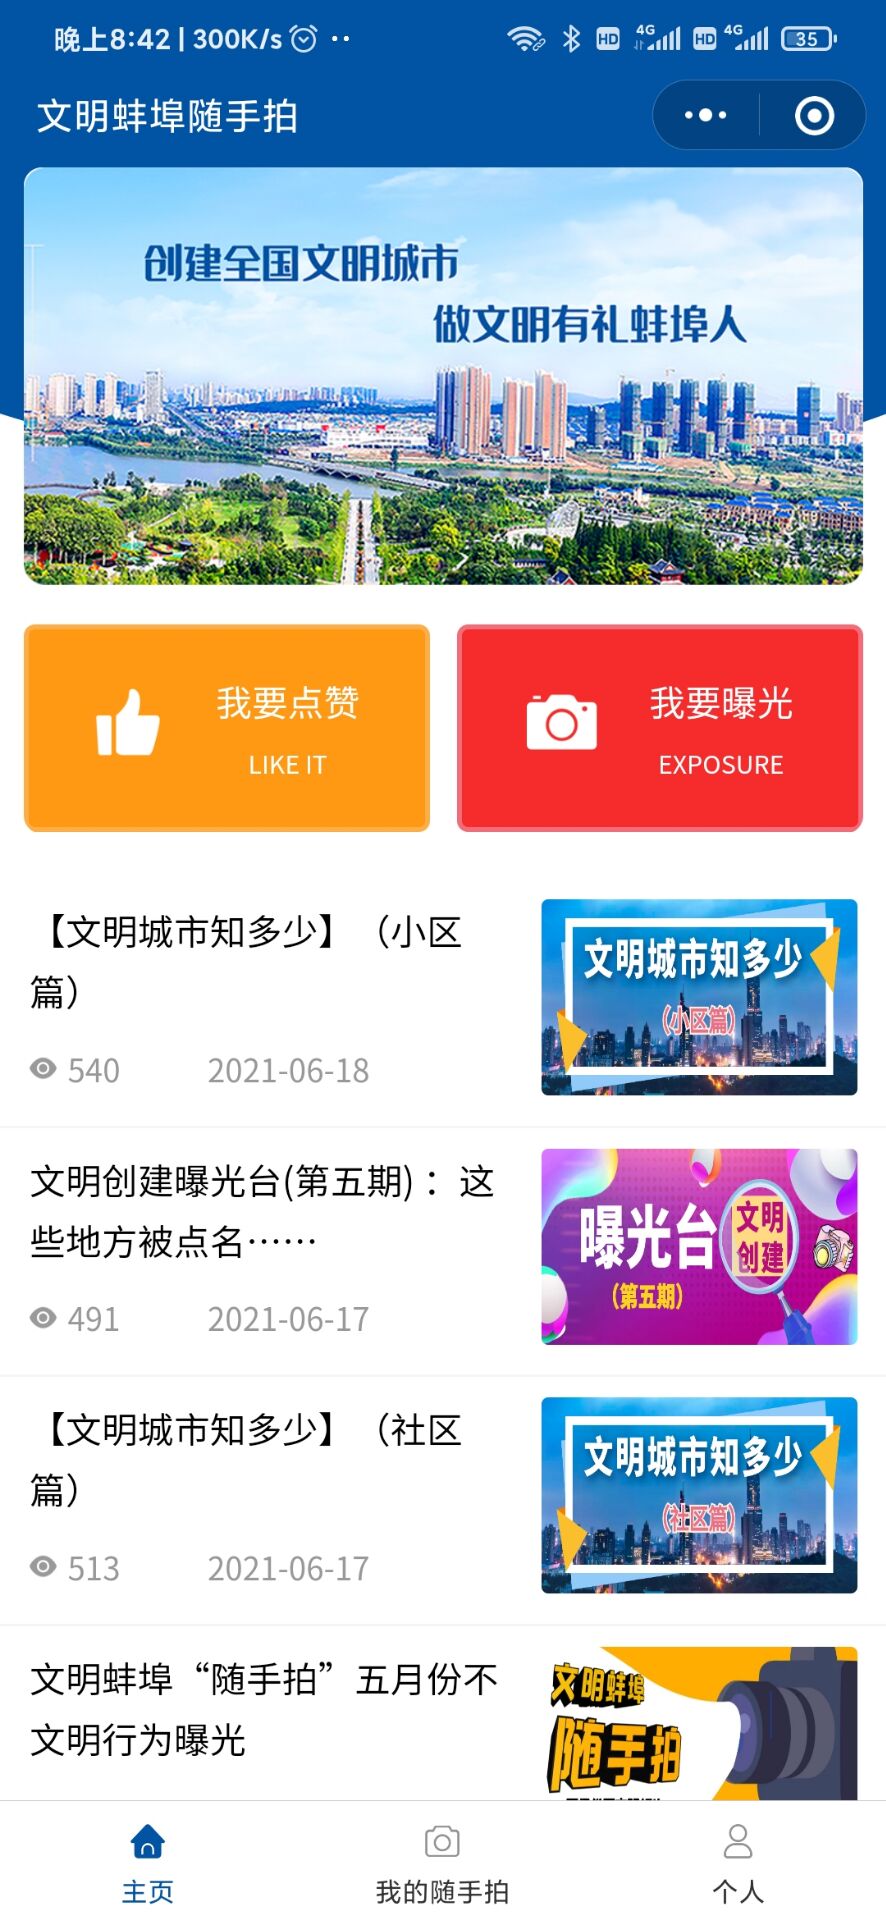 晚上8:42 | 300K/s
HD 4G HD 4G 35
文明蚌埠随手拍
创建全国文明城市
做文明有礼蚌埠人
我要点赞
LIKE IT
我要曝光
EXPOSURE
【文明城市知多少】（小区
篇）
540 2021-06-18
文明城市知多少
（小区篇）
文明创建曝光台(第五期)：这
些地方被点名……
491 2021-06-17
曝光台
文明
创建
（第五期）
【文明城市知多少】（社区
篇）
513 2021-06-17
文明城市知多少
（社区篇）
文明蚌埠“随手拍”五月份不
文明行为曝光
文明蚌埠
随手拍
主页
我的随手拍
个人